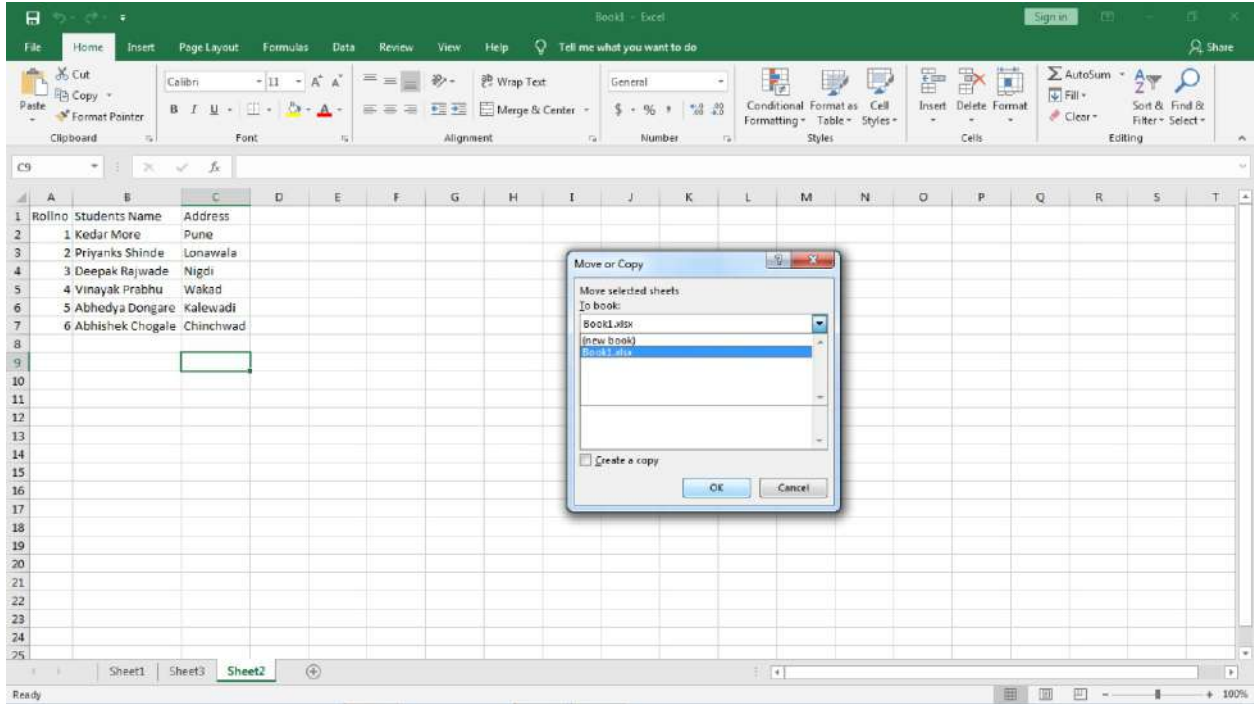 Book1 - Excel
Sign in
File Home Insert Page Layout Formulas Data Review View Help Tell me what you want to do
Share
Paste
Cut
Copy
Format Painter
Clipboard
Calibri 11
B I U
Font
Wrap Text
Merge & Center
Alignment
General
$ % ,
Number
Conditional Formatting
Format as Table
Cell Styles
Styles
Insert Delete Format
Cells
AutoSum
Fill
Clear
Sort & Filter
Find & Select
Editing
C9 fx
A B C D E F G H I J K L M N O P Q R S T
1 Rollno Students Name Address
2 1 Kedar More Pune
3 2 Priyanks Shinde Lonawala
4 3 Deepak Rajwade Nigdi
5 4 Vinayak Prabhu Wakad
6 5 Abhedya Dongare Kalewadi
7 6 Abhishek Chogale Chinchwad
8
9
10
11
12
13
14
15
16
17
18
19
20
21
22
23
24
25
Move or Copy
Move selected sheets
To book:
Book1.xlsx
(new book)
Book1.xlsx
Create a copy
OK Cancel
Sheet1 Sheet3 Sheet2
Ready
100%